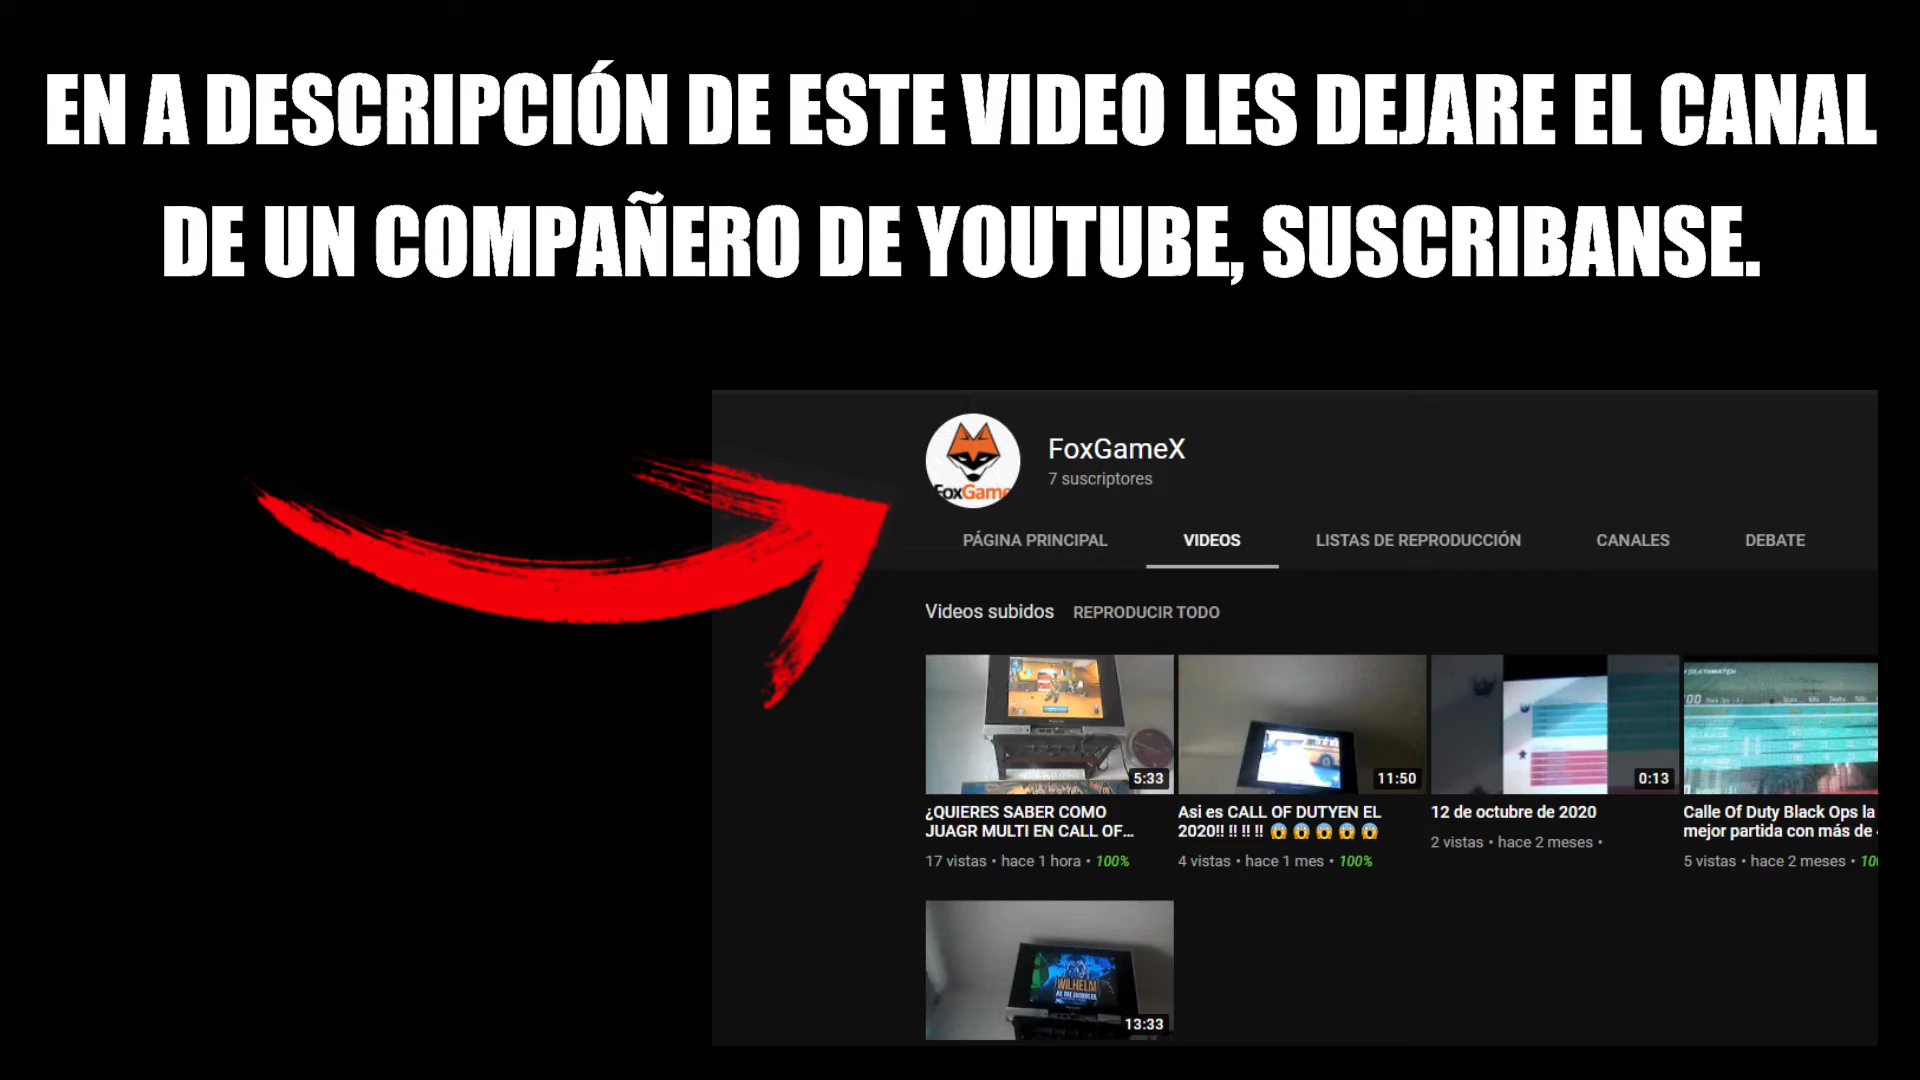 EN A DESCRIPCIÓN DE ESTE VIDEO LES DEJARE EL CANAL
DE UN COMPAÑERO DE YOUTUBE, SUSCRIBANSE.
FoxGameX
7 suscriptores
FoxGame
PÁGINA PRINCIPAL VIDEOS LISTAS DE REPRODUCCIÓN CANALES DEBATE
Videos subidos REPRODUCIR TODO
DEATHMATCH
5:33 11:50 0:13
¿QUIERES SABER COMO
JUAGR MULTI EN CALL OF...
17 vistas • hace 1 hora • 100%
Asi es CALL OF DUTYEN EL
2020!! !! !! !! 😱 😱 😱 😱 😱
4 vistas • hace 1 mes • 100%
12 de octubre de 2020
2 vistas • hace 2 meses •
Calle Of Duty Black Ops la
mejor partida con más de
5 vistas • hace 2 meses • 10
WILHELM
13:33